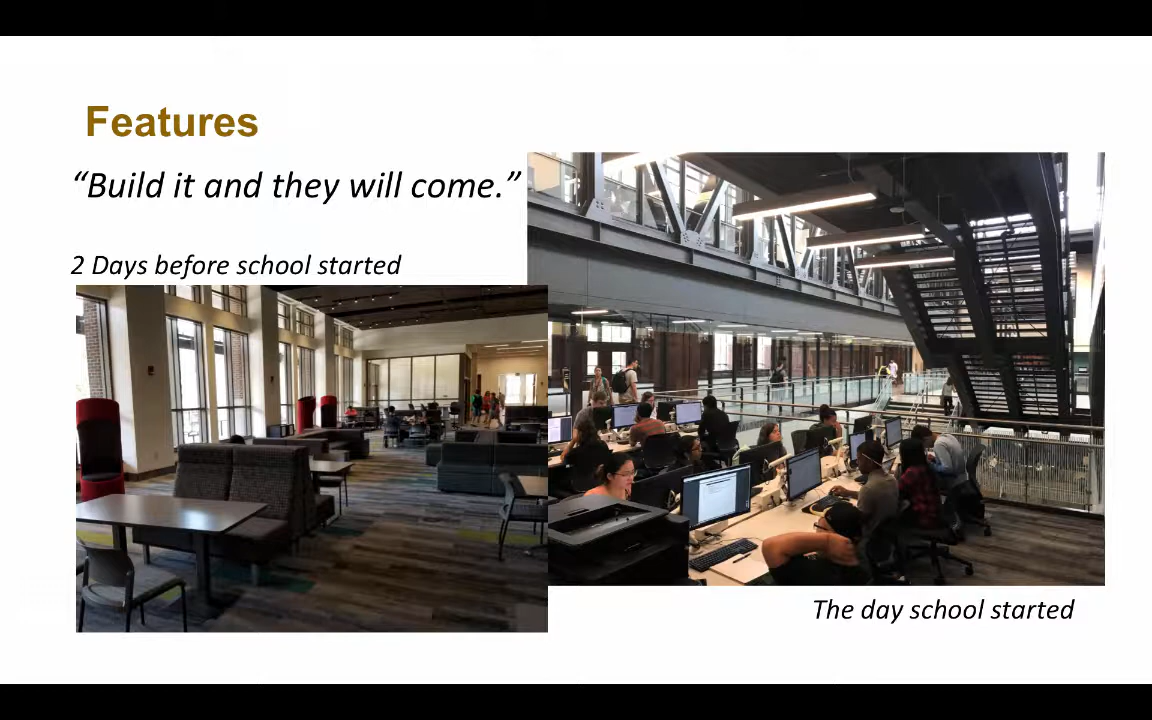 Features
“Build it and they will come.”
2 Days before school started
The day school started